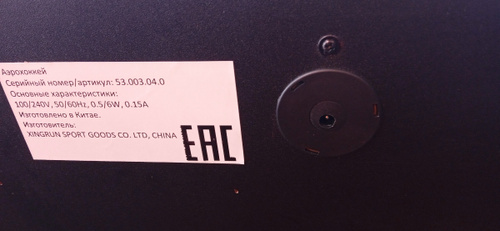 Аэрохоккей
Серийный номер/артикул: 53.003.04.0
Основные характеристики:
100/240V, 50/60Hz, 0.5/6W, 0.15A
Изготовлено в Китае.
Изготовитель:
XINGRUN SPORT GOODS CO. LTD, CHINA
EAC